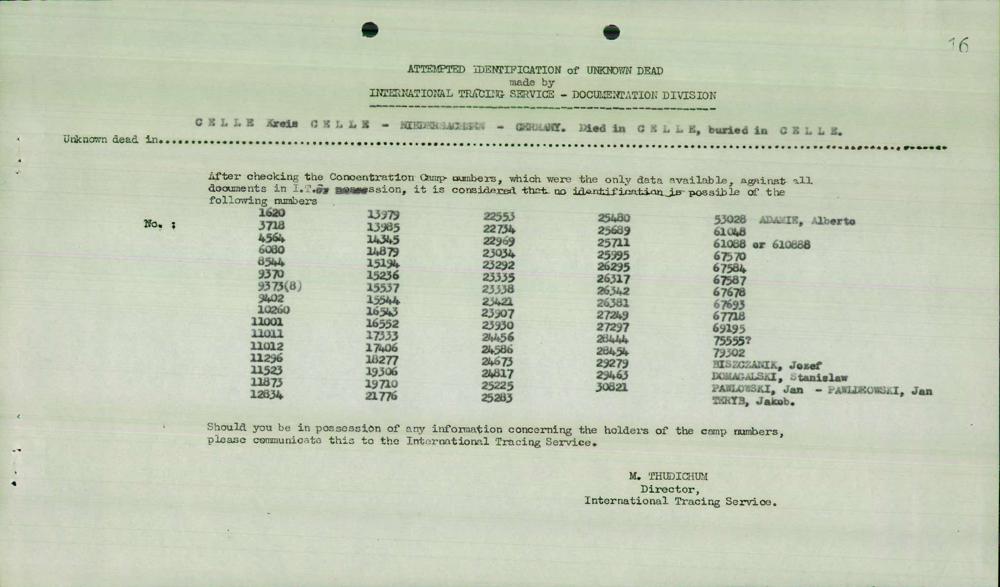 16
ATTEMPTED IDENTIFICATION of UNKNOWN DEAD
made by
INTERNATIONAL TRACING SERVICE - DOCUMENTATION DIVISION
C E L L E Kreis C E L L E - NIEDERSACHSEN - GERMANY. Died in C E L L E, buried in C E L L E.
Unknown dead in
After checking the Concentration Camp numbers, which were the only data available, against all
documents in I.T.S. possession, it is considered that no identification is possible of the
following numbers
No. :
1620 13979 22553 25480 53028 ADAMIE, Alberto
3718 13985 22734 25689 61048
4564 14345 22969 25711 61088 or 610888
6080 14879 23034 25995 67570
8544 15194 23292 26295 67584
9370 15236 23335 26317 67587
9373(8) 15537 23338 26342 67678
9402 15544 23421 26381 67693
10260 16543 23907 27249 67718
11001 16552 23930 27297 69195
11011 17333 24456 28444 75555?
11012 17406 24586 28454 79302
11296 18277 24673 29279 BISZCZANIK, Josef
11523 19306 24817 29463 DOMAGALSKI, Stanislaw
11873 19710 25225 30821 PAWLOWSKI, Jan - PAWLIKOWSKI, Jan
12834 21776 25283 TERYB, Jakob.
Should you be in possession of any information concerning the holders of the camp numbers,
please communicate this to the International Tracing Service.
M. THUDICHUM
Director,
International Tracing Service.